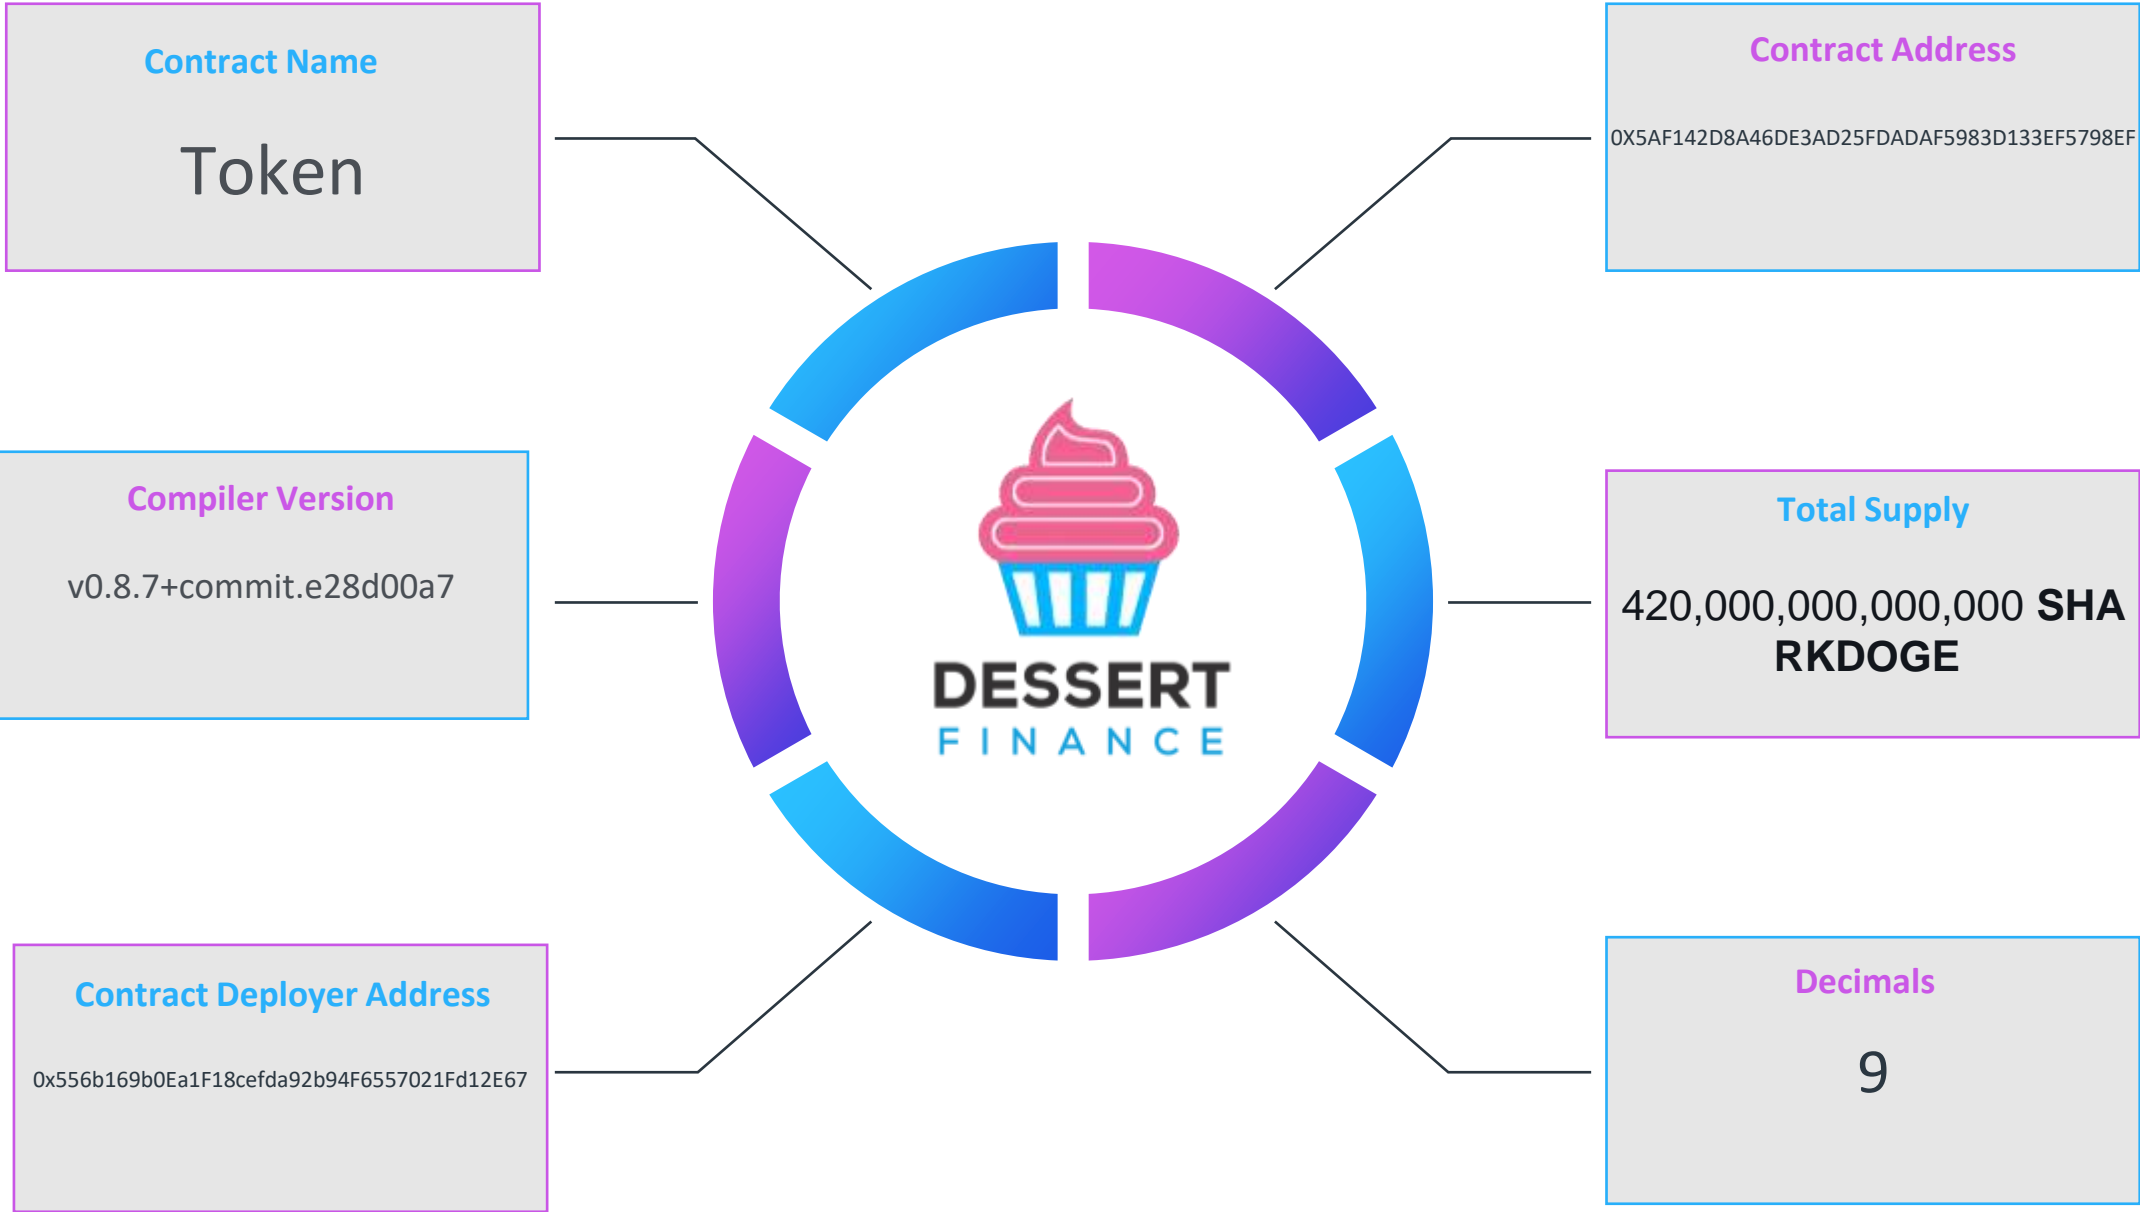 Contract Name
Token
Contract Address
0X5AF142D8A46DE3AD25FDADAF5983D133EF5798EF
Compiler Version
v0.8.7+commit.e28d00a7
Total Supply
420,000,000,000,000 SHA
RKDOGE
DESSERT
FINANCE
Contract Deployer Address
0x556b169b0Ea1F18cefda92b94F6557021Fd12E67
Decimals
9